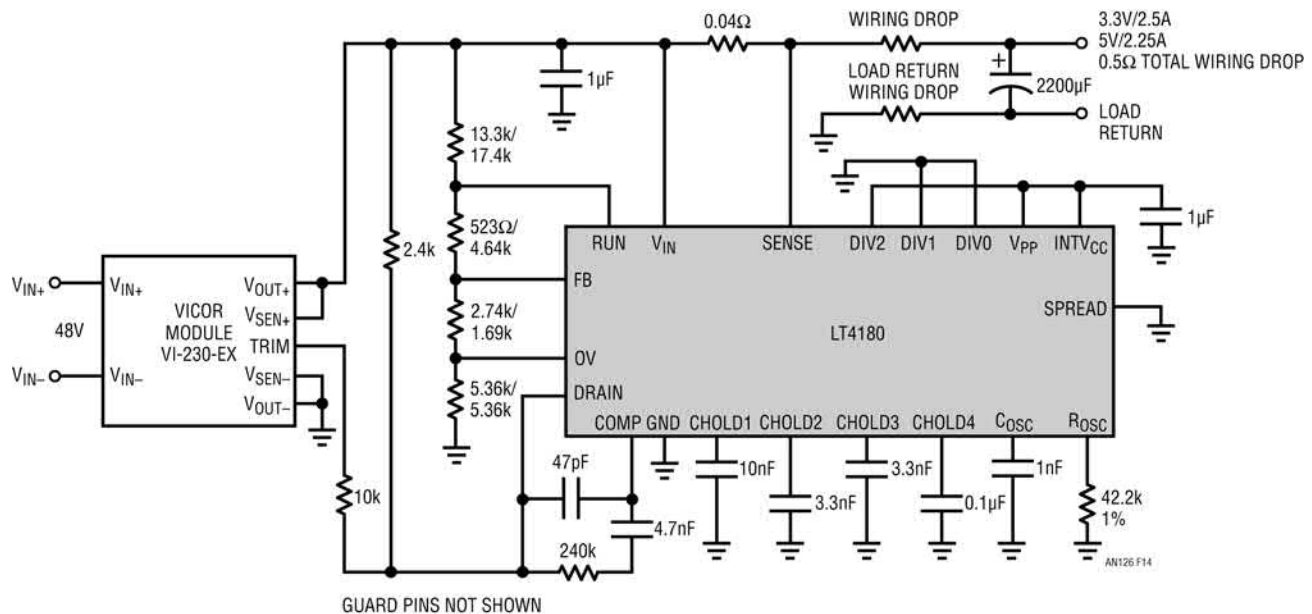 0.04Ω
WIRING DROP
3.3V/2.5A
5V/2.25A
0.5Ω TOTAL WIRING DROP
1µF
LOAD RETURN
WIRING DROP
+
2200µF
LOAD
RETURN
13.3k/
17.4k
2.4k
523Ω/
4.64k
2.74k/
1.69k
5.36k/
5.36k
RUN
VIN
SENSE
DIV2
DIV1
DIV0
VPP
INTVCC
1µF
FB
SPREAD
LT4180
OV
DRAIN
COMP
GND
CHOLD1
CHOLD2
CHOLD3
CHOLD4
COSC
ROSC
VIN+
48V
VIN−
VIN+
VIN−
VICOR
MODULE
VI-230-EX
VOUT+
VSEN+
TRIM
VSEN−
VOUT−
10k
47pF
4.7nF
240k
10nF
3.3nF
3.3nF
0.1µF
1nF
42.2k
1%
AN126 F14
GUARD PINS NOT SHOWN